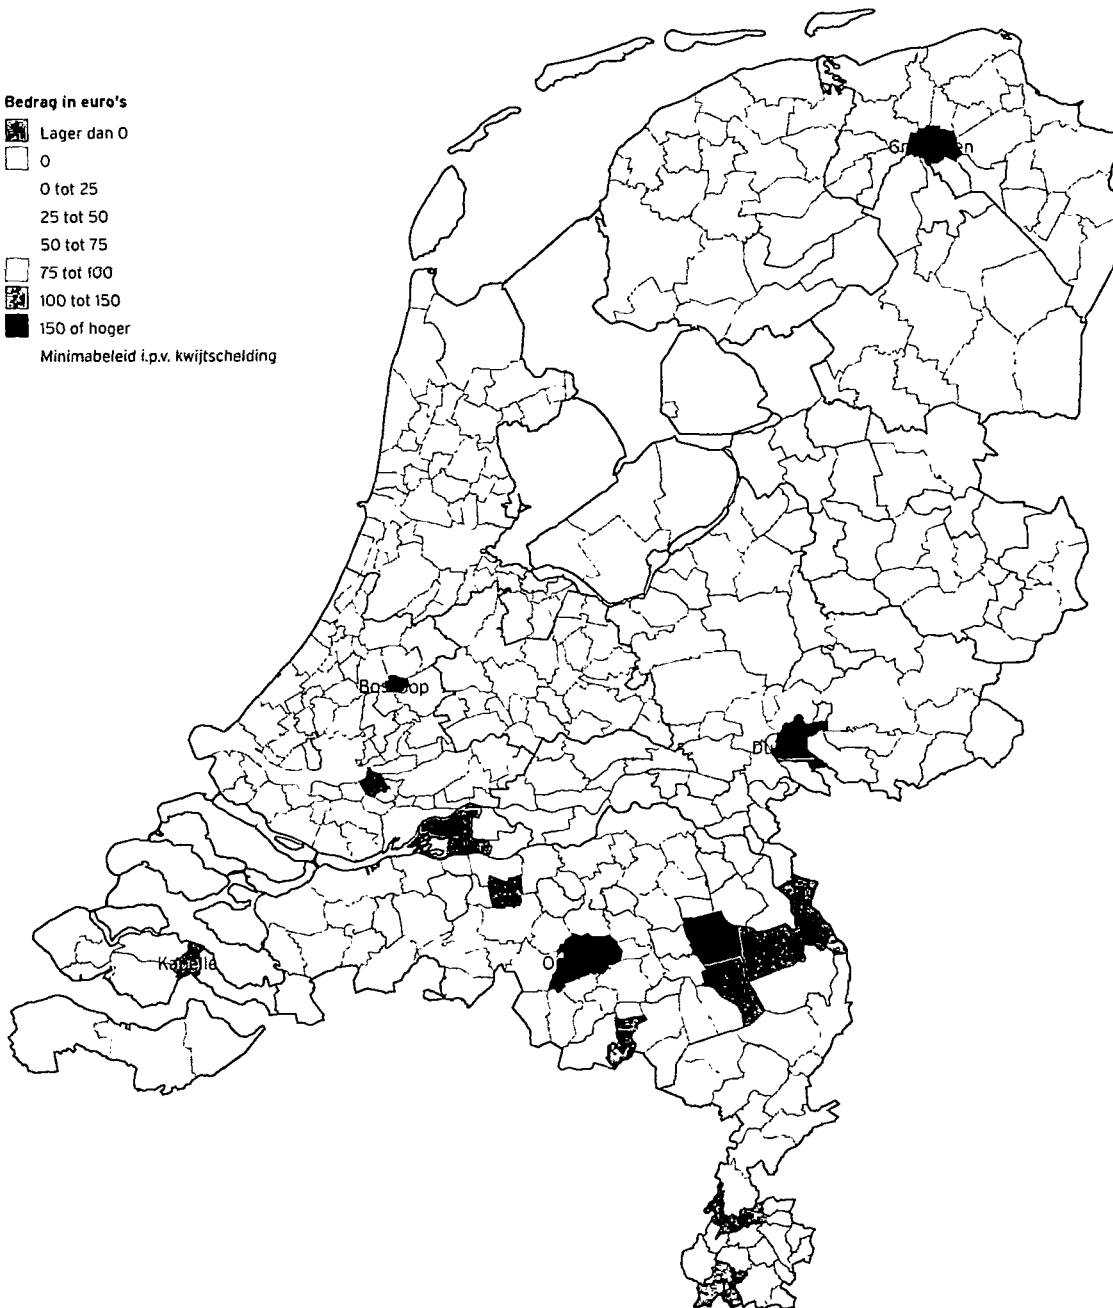 Bedrag in euro's
Lager dan 0
0
0 tot 25
25 tot 50
50 tot 75
75 tot 100
100 tot 150
150 of hoger
Minimabeleid i.p.v. kwijtschelding
Kapelle